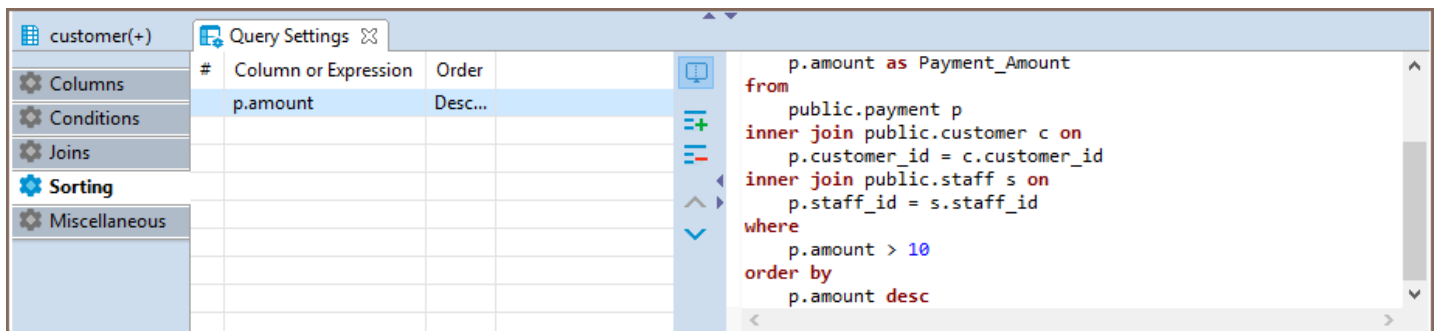 customer(+)
Query Settings
Columns
Conditions
Joins
Sorting
Miscellaneous
# Column or Expression Order
p.amount Desc...
p.amount as Payment_Amount
from
public.payment p
inner join public.customer c on
p.customer_id = c.customer_id
inner join public.staff s on
p.staff_id = s.staff_id
where
p.amount > 10
order by
p.amount desc